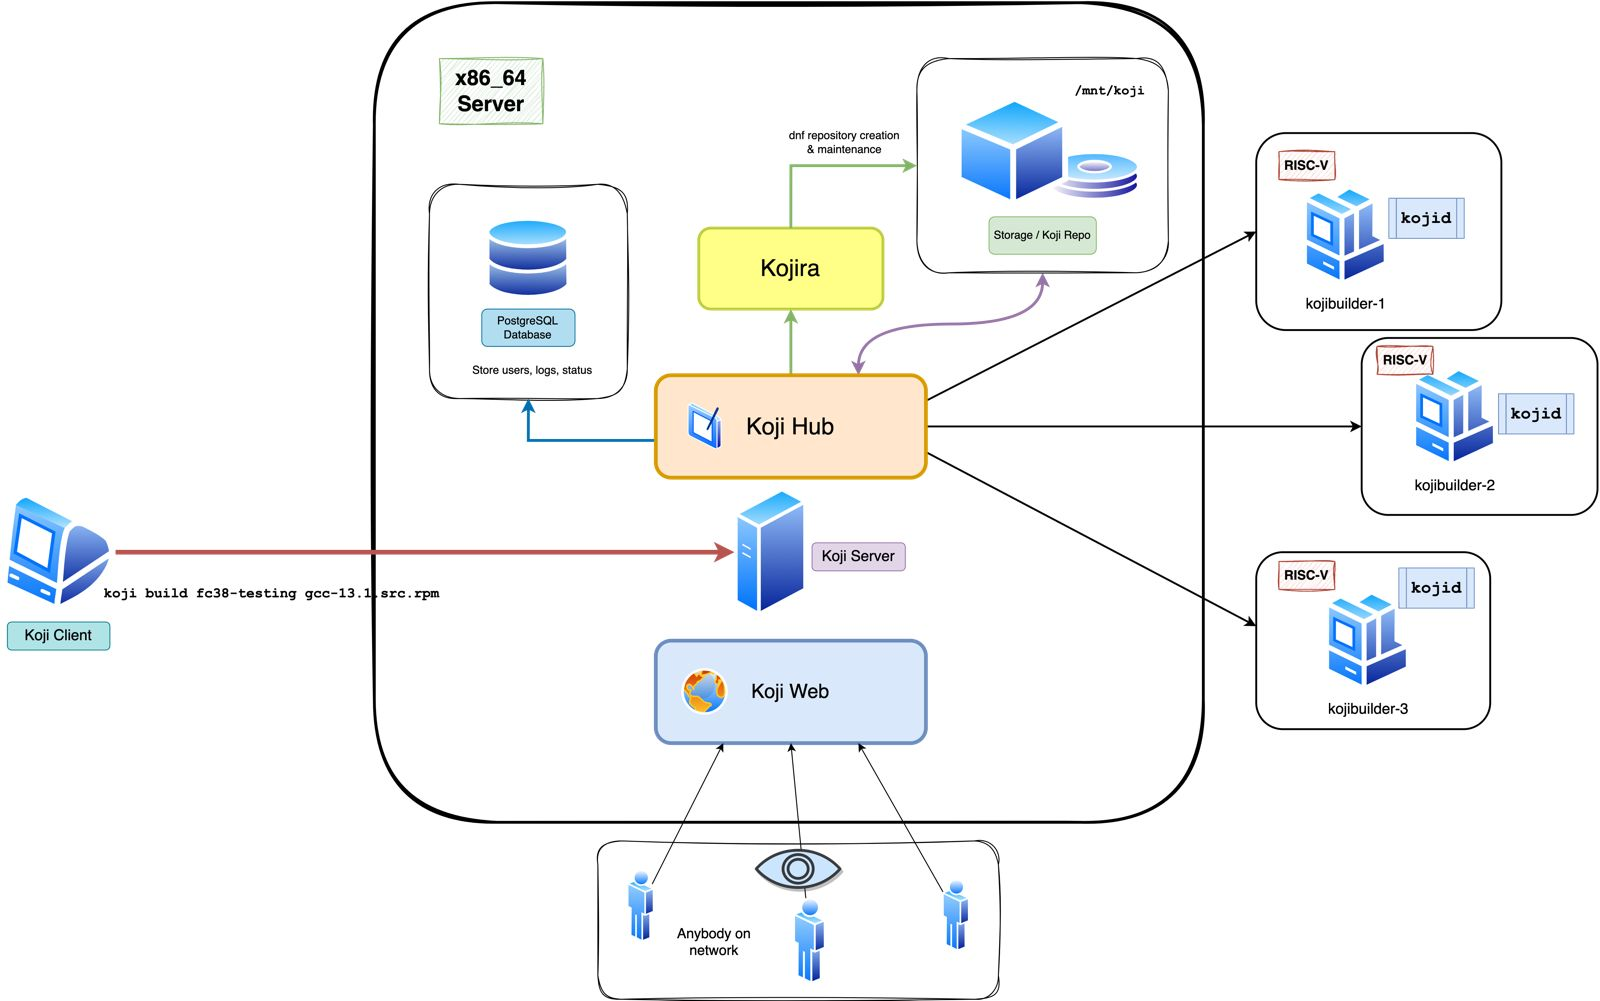 x86_64
Server
/mnt/koji
dnf repository creation
& maintenance
Storage / Koji Repo
Kojira
PostgreSQL
Database
Store users, logs, status
Koji Hub
RISC-V
kojid
kojibuilder-1
RISC-V
kojid
kojibuilder-2
Koji Server
koji build fc38-testing gcc-13.1.src.rpm
Koji Client
RISC-V
kojid
kojibuilder-3
Koji Web
Anybody on
network